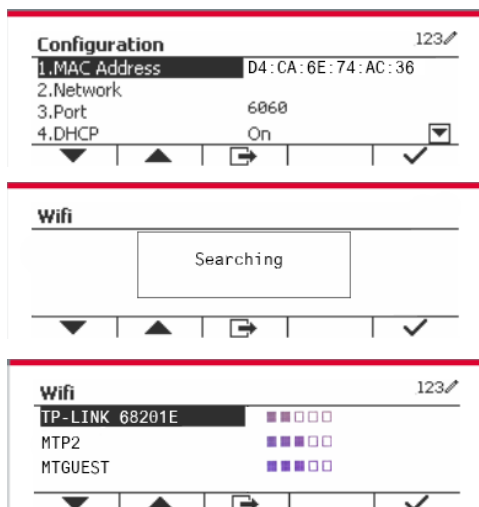 Configuration 123
1.MAC Address D4:CA:6E:74:AC:36
2.Network
3.Port 6060
4.DHCP On
Wifi
Searching
Wifi 123
TP-LINK 68201E
MTP2
MTGUEST